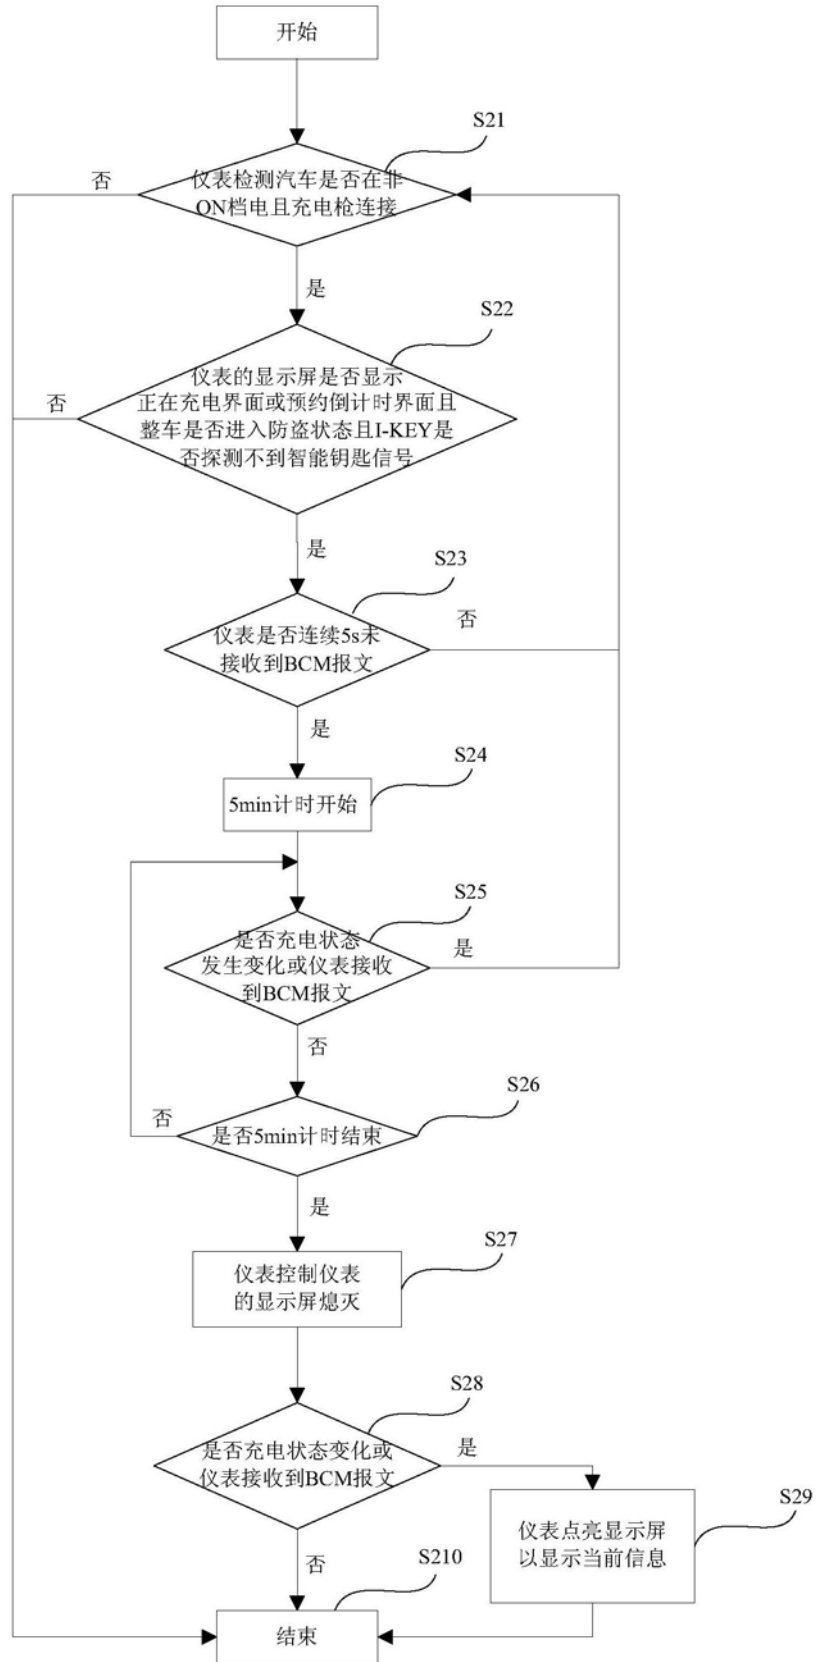 开始
S21
否
仪表检测汽车是否在非
ON档电且充电枪连接
是
S22
否
仪表的显示屏是否显示
正在充电界面或预约倒计时界面且
整车是否进入防盗状态且I-KEY是
否探测不到智能钥匙信号
是
S23
仪表是否连续5s未
接收到BCM报文
否
是
S24
5min计时开始
S25
是否充电状态
发生变化或仪表接收
到BCM报文
是
否
S26
否
是否5min计时结束
是
S27
仪表控制仪表
的显示屏熄灭
S28
是否充电状态变化或
仪表接收到BCM报文
是
S29
仪表点亮显示屏
以显示当前信息
否
S210
结束